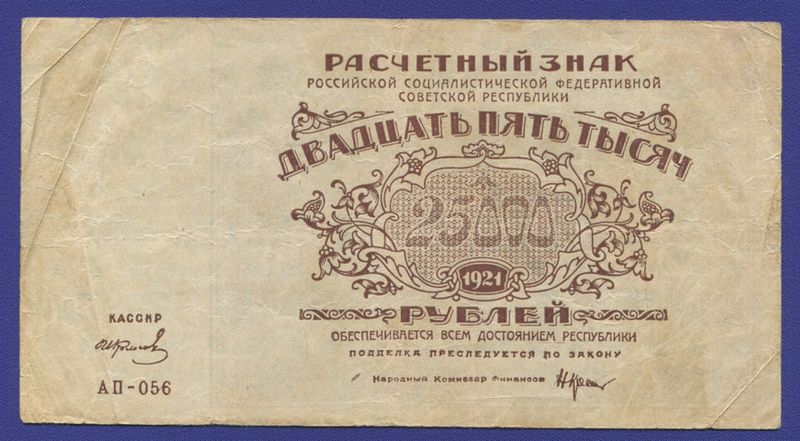 РАСЧЕТНЫЙ ЗНАК
РОССИЙСКОЙ СОЦИАЛИСТИЧЕСКОЙ ФЕДЕРАТИВНОЙ
СОВЕТСКОЙ РЕСПУБЛИКИ
ДВАДЦАТЬ ПЯТЬ ТЫСЯЧ
25000
1921
РУБЛЕЙ
ОБЕСПЕЧИВАЕТСЯ ВСЕМ ДОСТОЯНИЕМ РЕСПУБЛИКИ
ПОДДЕЛКА ПРЕСЛЕДУЕТСЯ ПО ЗАКОНУ
Народный Комиссар Финансов
КАССИР
АП-056